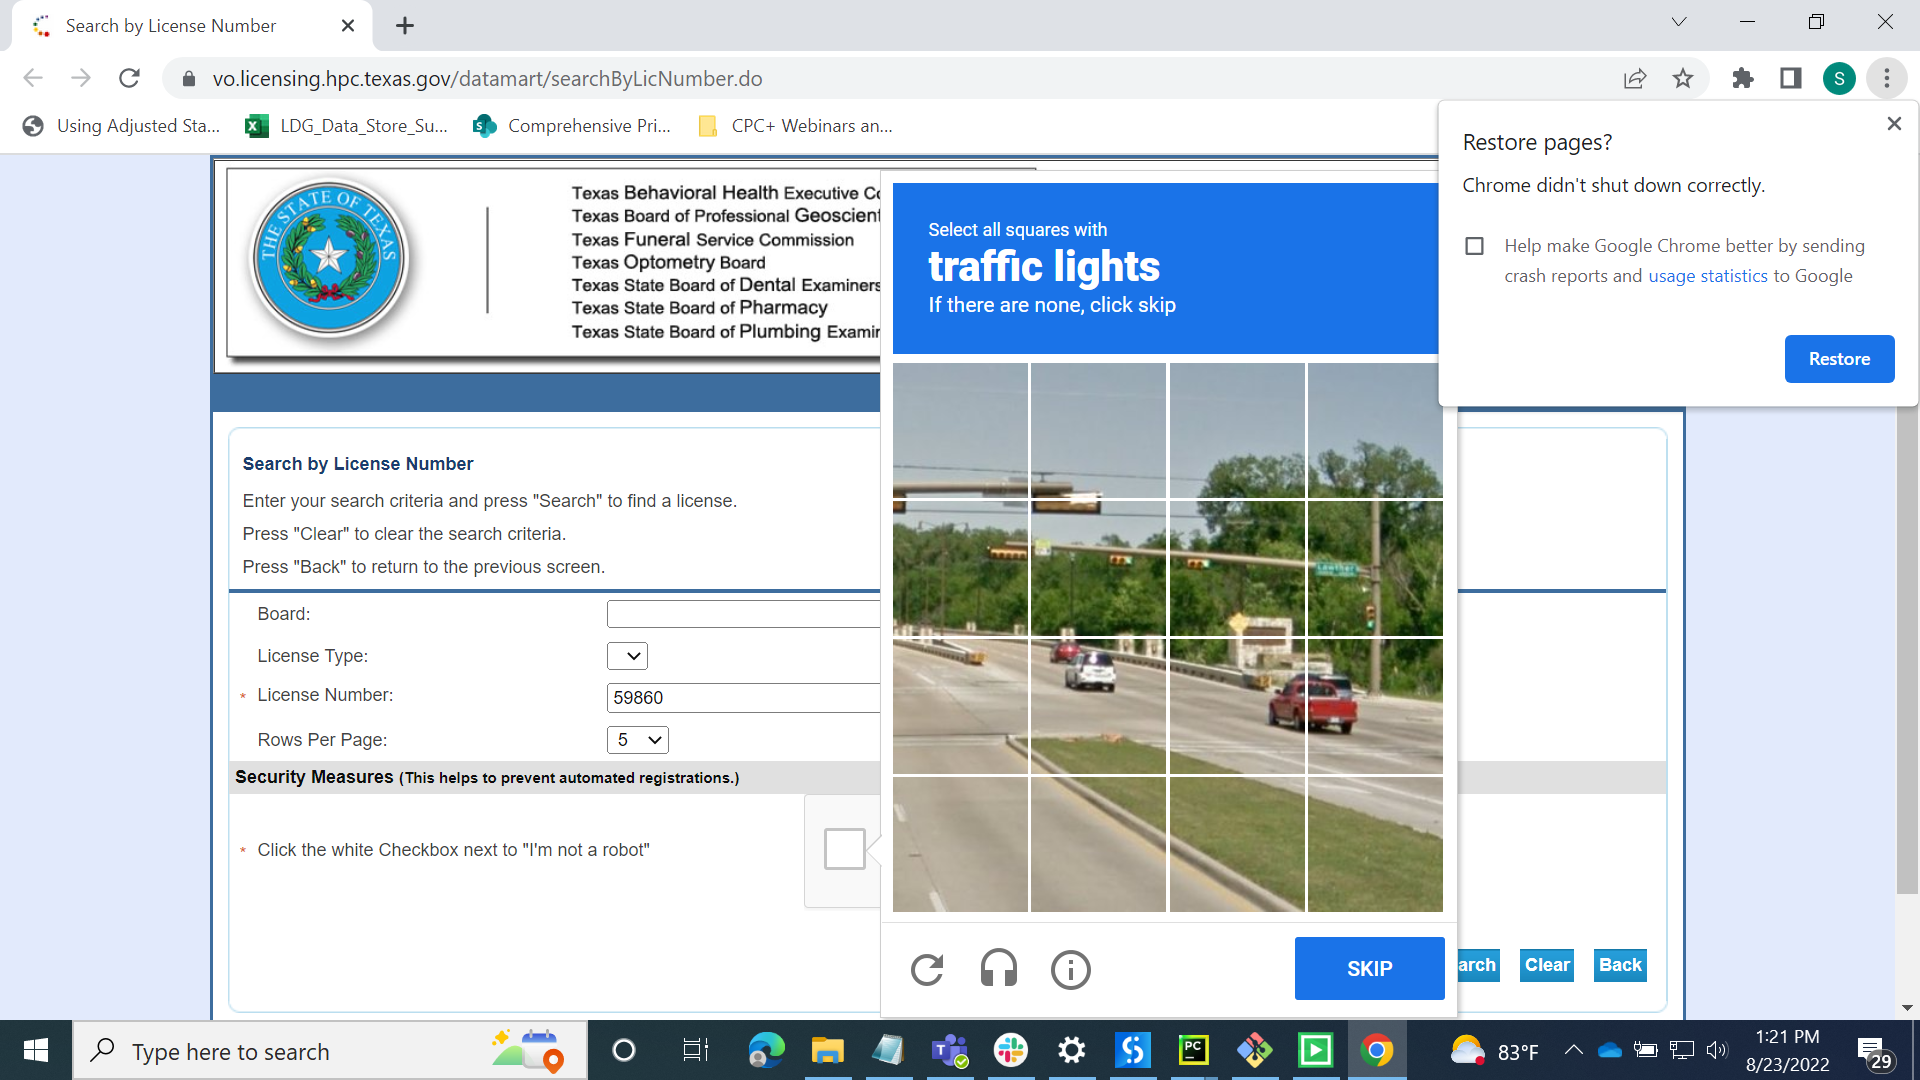 Search by License Number
vo.licensing.hpc.texas.gov/datamart/searchByLicNumber.do
S
Using Adjusted Sta...
LDG_Data_Store_Su...
Comprehensive Pri...
CPC+ Webinars an...
Restore pages?
Chrome didn't shut down correctly.
Help make Google Chrome better by sending
crash reports and usage statistics to Google
Restore
THE STATE OF TEXAS
Texas Behavioral Health Executive Co
Texas Board of Professional Geoscient
Texas Funeral Service Commission
Texas Optometry Board
Texas State Board of Dental Examiners
Texas State Board of Pharmacy
Texas State Board of Plumbing Examin
Select all squares with
traffic lights
If there are none, click skip
Search by License Number
Enter your search criteria and press "Search" to find a license.
Press "Clear" to clear the search criteria.
Press "Back" to return to the previous screen.
Board:
License Type:
* License Number:
59860
Rows Per Page:
5
Security Measures (This helps to prevent automated registrations.)
* Click the white Checkbox next to "I'm not a robot"
SKIP
arch
Clear
Back
Type here to search
PC
83°F
1:21 PM
8/23/2022
29